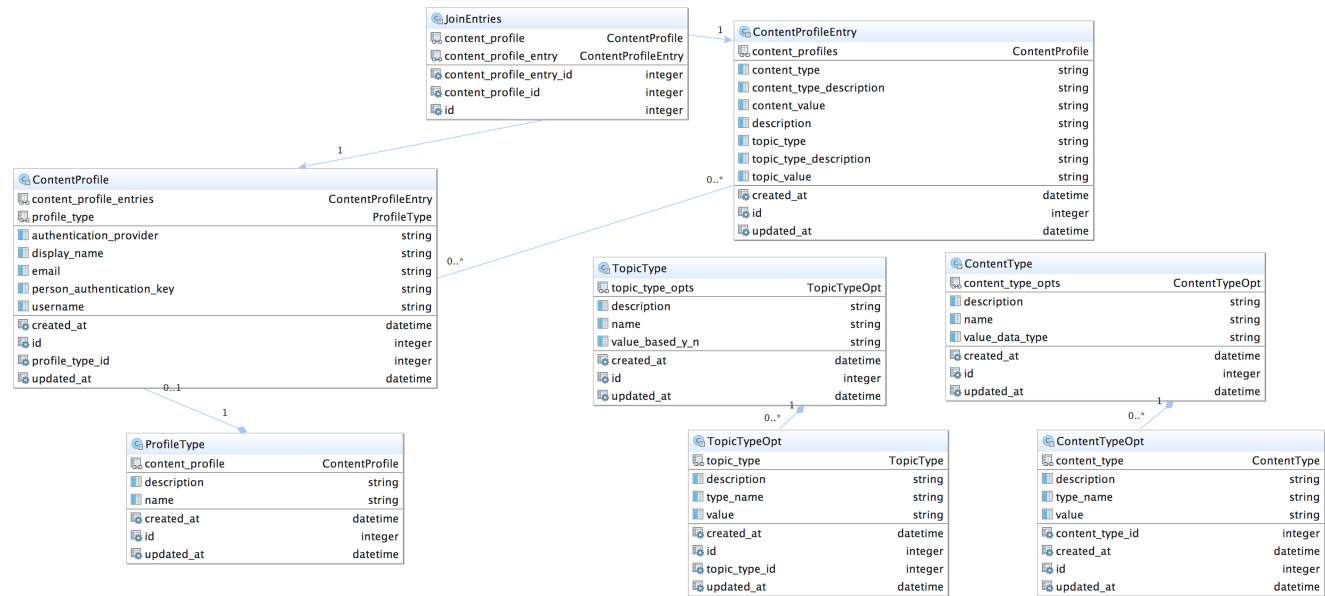 JoinEntries
content_profile ContentProfile
content_profile_entry ContentProfileEntry
content_profile_entry_id integer
content_profile_id integer
id integer
1
1
ContentProfileEntry
content_profiles ContentProfile
content_type string
content_type_description string
content_value string
description string
topic_type string
topic_type_description string
topic_value string
created_at datetime
id integer
updated_at datetime
0..*
0..*
ContentProfile
content_profile_entries ContentProfileEntry
profile_type ProfileType
authentication_provider string
display_name string
email string
person_authentication_key string
username string
created_at datetime
id integer
profile_type_id integer
updated_at datetime
0..1
1
ProfileType
content_profile ContentProfile
description string
name string
created_at datetime
id integer
updated_at datetime
TopicType
topic_type_opts TopicTypeOpt
description string
name string
value_based_y_n string
created_at datetime
id integer
updated_at datetime
1
0..*
TopicTypeOpt
topic_type TopicType
description string
type_name string
value string
created_at datetime
id integer
topic_type_id integer
updated_at datetime
ContentType
content_type_opts ContentTypeOpt
description string
name string
value_data_type string
created_at datetime
id integer
updated_at datetime
1
0..*
ContentTypeOpt
content_type ContentType
description string
type_name string
value string
content_type_id integer
created_at datetime
id integer
updated_at datetime